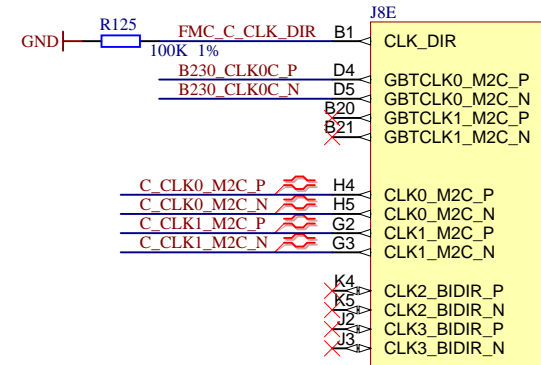 J8E
R125
GND
FMC_C_CLK_DIR B1 CLK_DIR
100K 1%
B230_CLK0C_P D4 GBTCLK0_M2C_P
B230_CLK0C_N D5 GBTCLK0_M2C_N
B20 GBTCLK1_M2C_P
B21 GBTCLK1_M2C_N
C_CLK0_M2C_P H4 CLK0_M2C_P
C_CLK0_M2C_N H5 CLK0_M2C_N
C_CLK1_M2C_P G2 CLK1_M2C_P
C_CLK1_M2C_N G3 CLK1_M2C_N
K4 CLK2_BIDIR_P
K5 CLK2_BIDIR_N
J2 CLK3_BIDIR_P
J3 CLK3_BIDIR_N